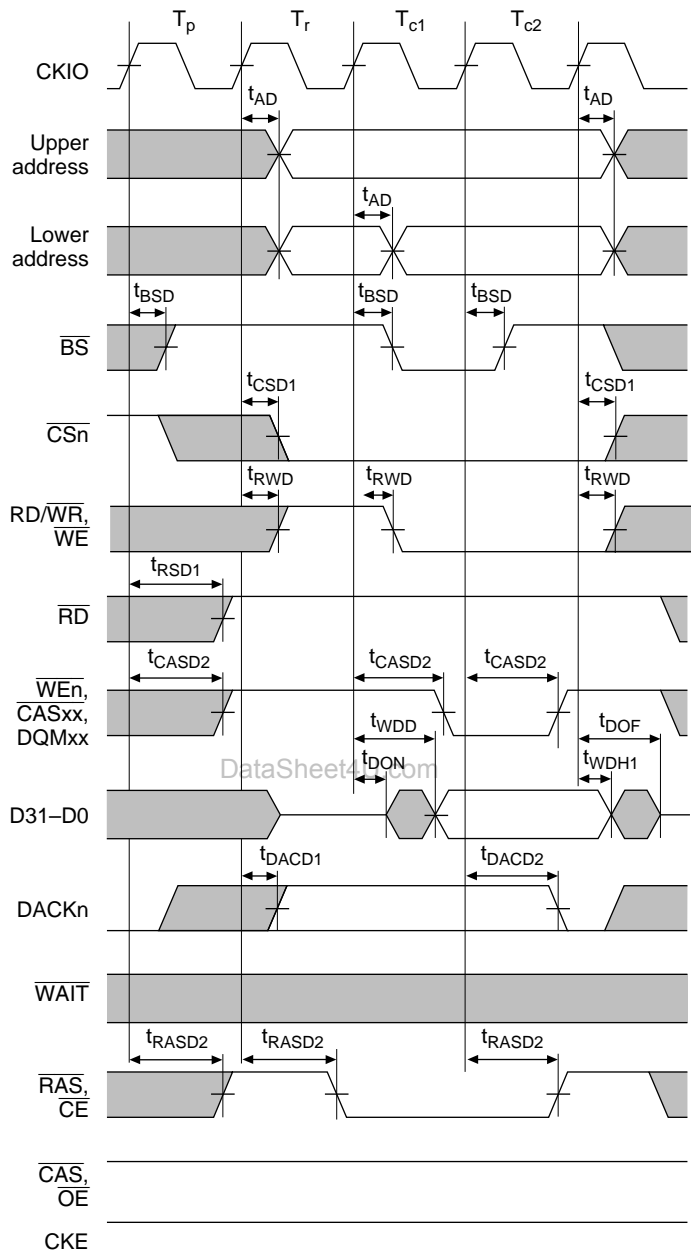 Tp Tr Tc1 Tc2
CKIO
tAD tAD
Upper
address
tAD
Lower
address
tBSD tBSD tBSD
BS
tCSD1 tCSD1
CSn
tRWD tRWD tRWD
RD/WR,
WE
tRSD1
RD
tCASD2 tCASD2 tCASD2
WEn,
CASxx,
DQMxx
tWDD tDOF
tDON tWDH1
DataSheet4U.com
D31–D0
tDACD1 tDACD2
DACKn
WAIT
tRASD2 tRASD2 tRASD2
RAS,
CE
CAS,
OE
CKE